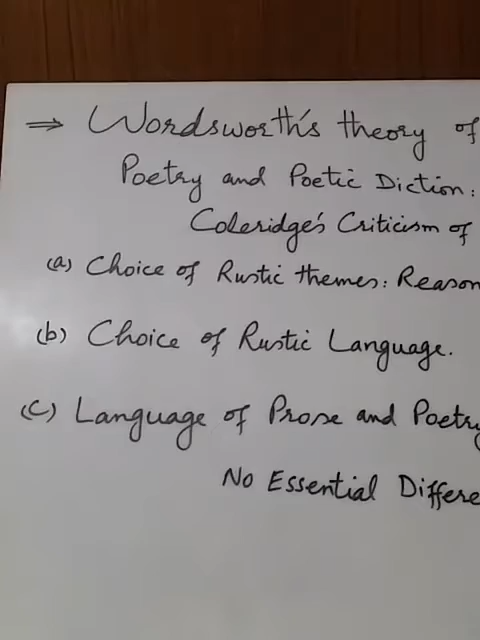 ⇒ Wordsworth's theory of
Poetry and Poetic Diction:
Coleridge's Criticism of
(a) Choice of Rustic themes: Reason
(b) Choice of Rustic Language.
(C) Language of Prose and Poetry
No Essential Differe